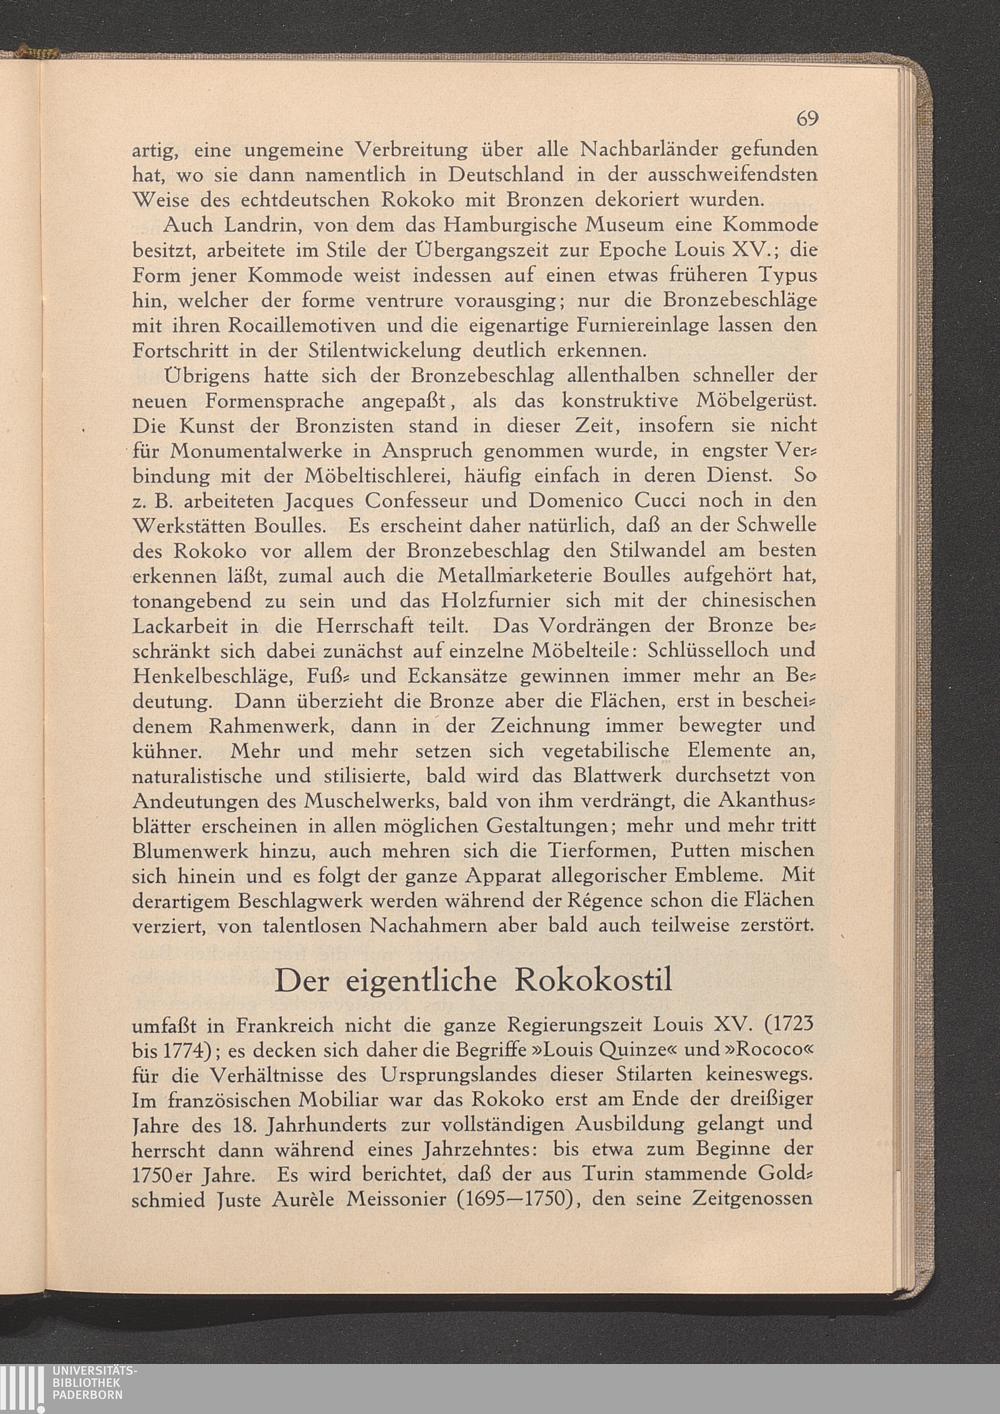 69
artig, eine ungemeine Verbreitung über alle Nachbarländer gefunden
hat, wo sie dann namentlich in Deutschland in der ausschweifendsten
Weise des echtdeutschen Rokoko mit Bronzen dekoriert wurden.
Auch Landrin, von dem das Hamburgische Museum eine Kommode
besitzt, arbeitete im Stile der Übergangszeit zur Epoche Louis XV.; die
Form jener Kommode weist indessen auf einen etwas früheren Typus
hin, welcher der forme ventrure vorausging; nur die Bronzebeschläge
mit ihren Rocaillemotiven und die eigenartige Furniereinlage lassen den
Fortschritt in der Stilentwickelung deutlich erkennen.
Übrigens hatte sich der Bronzebeschlag allenthalben schneller der
neuen Formensprache angepaßt, als das konstruktive Möbelgerüst.
Die Kunst der Bronzisten stand in dieser Zeit, insofern sie nicht
für Monumentalwerke in Anspruch genommen wurde, in engster Ver⸗
bindung mit der Möbeltischlerei, häufig einfach in deren Dienst. So
z. B. arbeiteten Jacques Confesseur und Domenico Cucci noch in den
Werkstätten Boulles. Es erscheint daher natürlich, daß an der Schwelle
des Rokoko vor allem der Bronzebeschlag den Stilwandel am besten
erkennen läßt, zumal auch die Metallmarketerie Boulles aufgehört hat,
tonangebend zu sein und das Holzfurnier sich mit der chinesischen
Lackarbeit in die Herrschaft teilt. Das Vordrängen der Bronze be⸗
schränkt sich dabei zunächst auf einzelne Möbelteile: Schlüsselloch und
Henkelbeschläge, Fuß⸗ und Eckansätze gewinnen immer mehr an Be⸗
deutung. Dann überzieht die Bronze aber die Flächen, erst in beschei⸗
denem Rahmenwerk, dann in der Zeichnung immer bewegter und
kühner. Mehr und mehr setzen sich vegetabilische Elemente an,
naturalistische und stilisierte, bald wird das Blattwerk durchsetzt von
Andeutungen des Muschelwerks, bald von ihm verdrängt, die Akanthus⸗
blätter erscheinen in allen möglichen Gestaltungen; mehr und mehr tritt
Blumenwerk hinzu, auch mehren sich die Tierformen, Putten mischen
sich hinein und es folgt der ganze Apparat allegorischer Embleme. Mit
derartigem Beschlagwerk werden während der Régence schon die Flächen
verziert, von talentlosen Nachahmern aber bald auch teilweise zerstört.
Der eigentliche Rokokostil
umfaßt in Frankreich nicht die ganze Regierungszeit Louis XV. (1723
bis 1774); es decken sich daher die Begriffe »Louis Quinze« und »Rococo«
für die Verhältnisse des Ursprungslandes dieser Stilarten keineswegs.
Im französischen Mobiliar war das Rokoko erst am Ende der dreißiger
Jahre des 18. Jahrhunderts zur vollständigen Ausbildung gelangt und
herrscht dann während eines Jahrzehntes: bis etwa zum Beginne der
1750er Jahre. Es wird berichtet, daß der aus Turin stammende Gold⸗
schmied Juste Aurèle Meissonier (1695—1750), den seine Zeitgenossen
UNIVERSITÄTS-
BIBLIOTHEK
PADERBORN